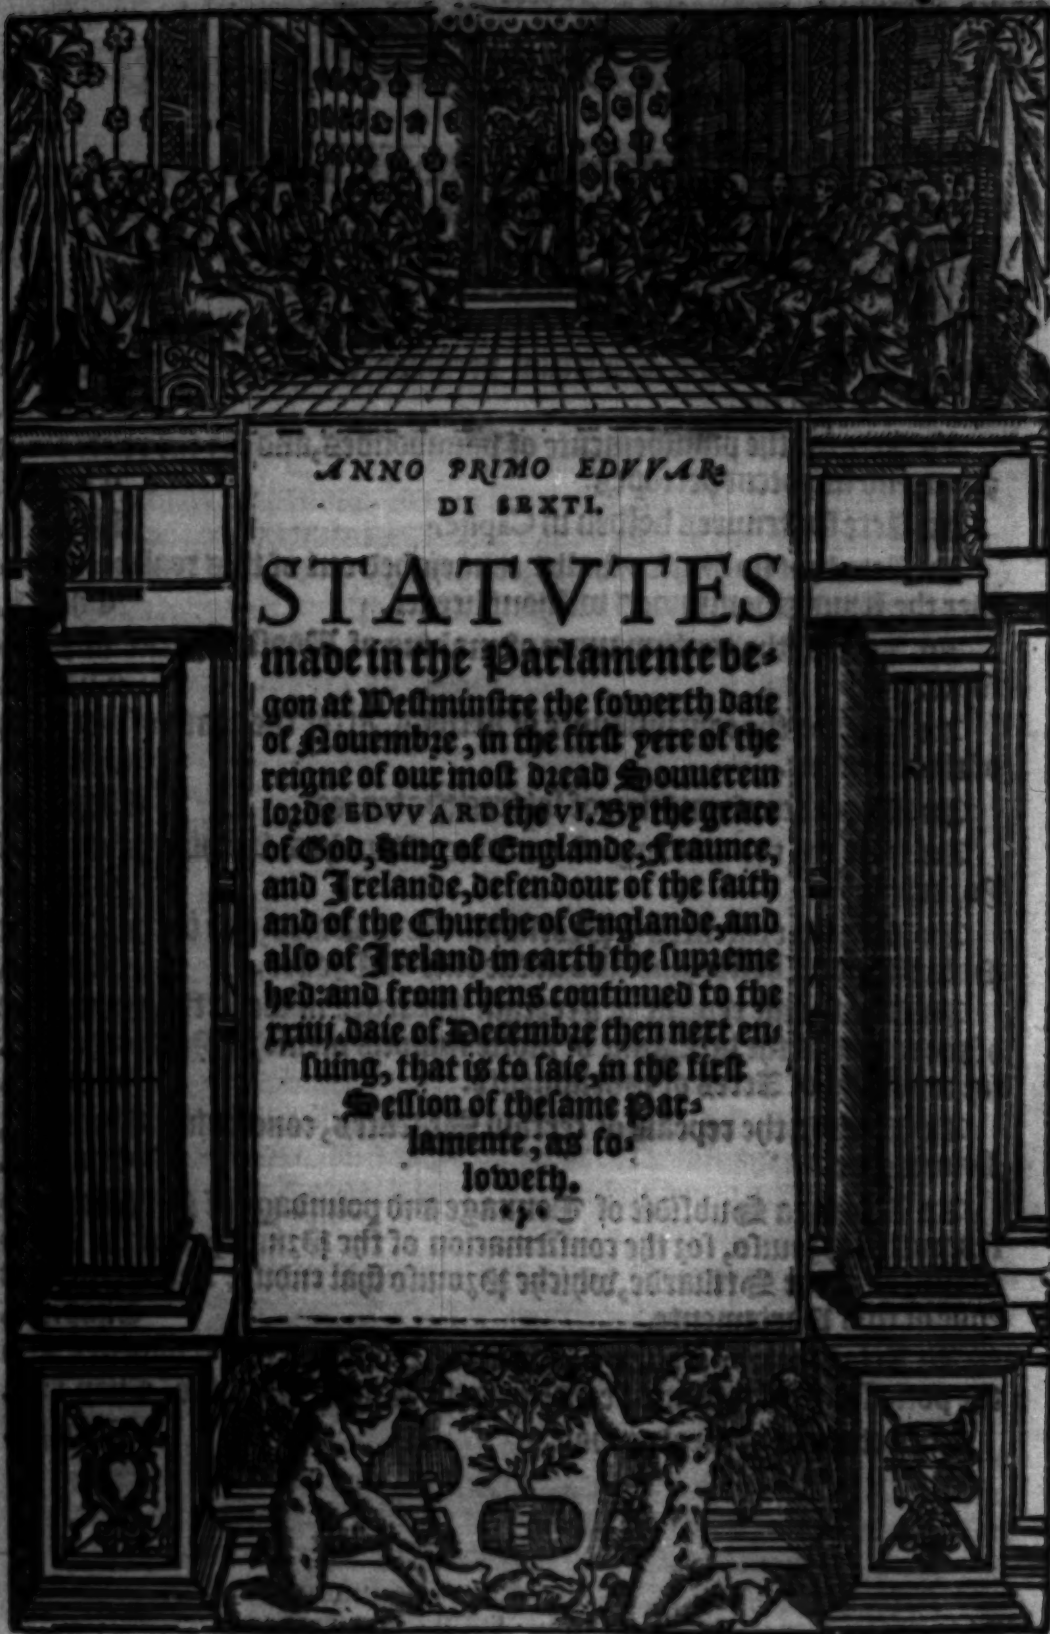 ANNO PRIMO EDVVAR⸗
DI SEXTI.
STATVTES
made in the Parlamente be⸗
gon at Westminstre the fowerth daie
of Nouembre, in the first yere of the
reigne of our most dread Souuerein
lorde EDVVARD the VI. By the grace
of God, king of Englande, Fraunce,
and Irelande, defendour of the faith
and of the Churche of Englande, and
also of Ireland in earth the supreme
hed: and from thens continued to the
xxiiii. daie of Decembre then next en⸗
suing, that is to saie, in the first
Session of thesame Par⸗
lamente, as fo⸗
loweth.